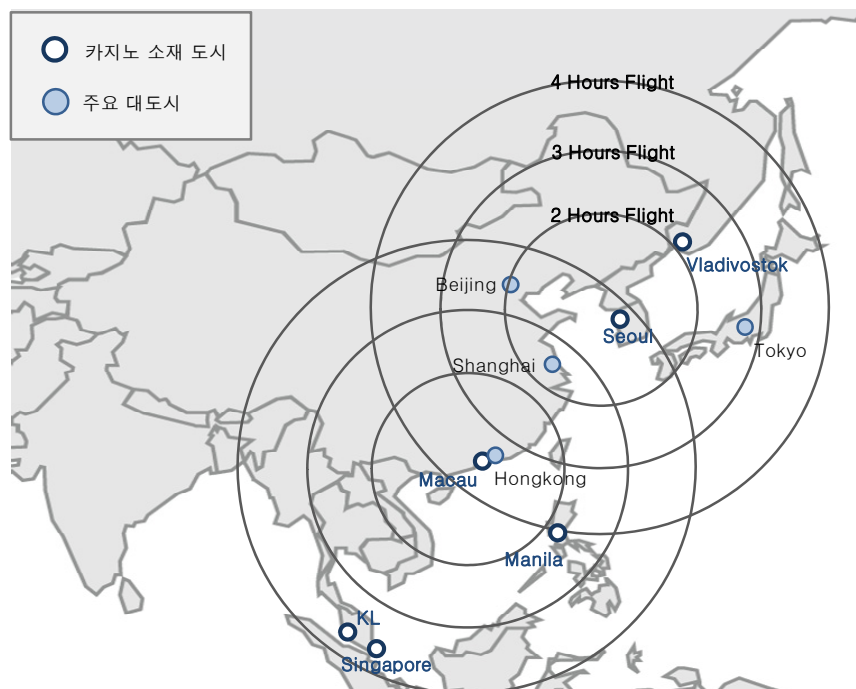 카지노 소재 도시
주요 대도시
4 Hours Flight
3 Hours Flight
2 Hours Flight
Vladivostok
Beijing
Seoul
Tokyo
Shanghai
Macau
Hongkong
Manila
KL
Singapore